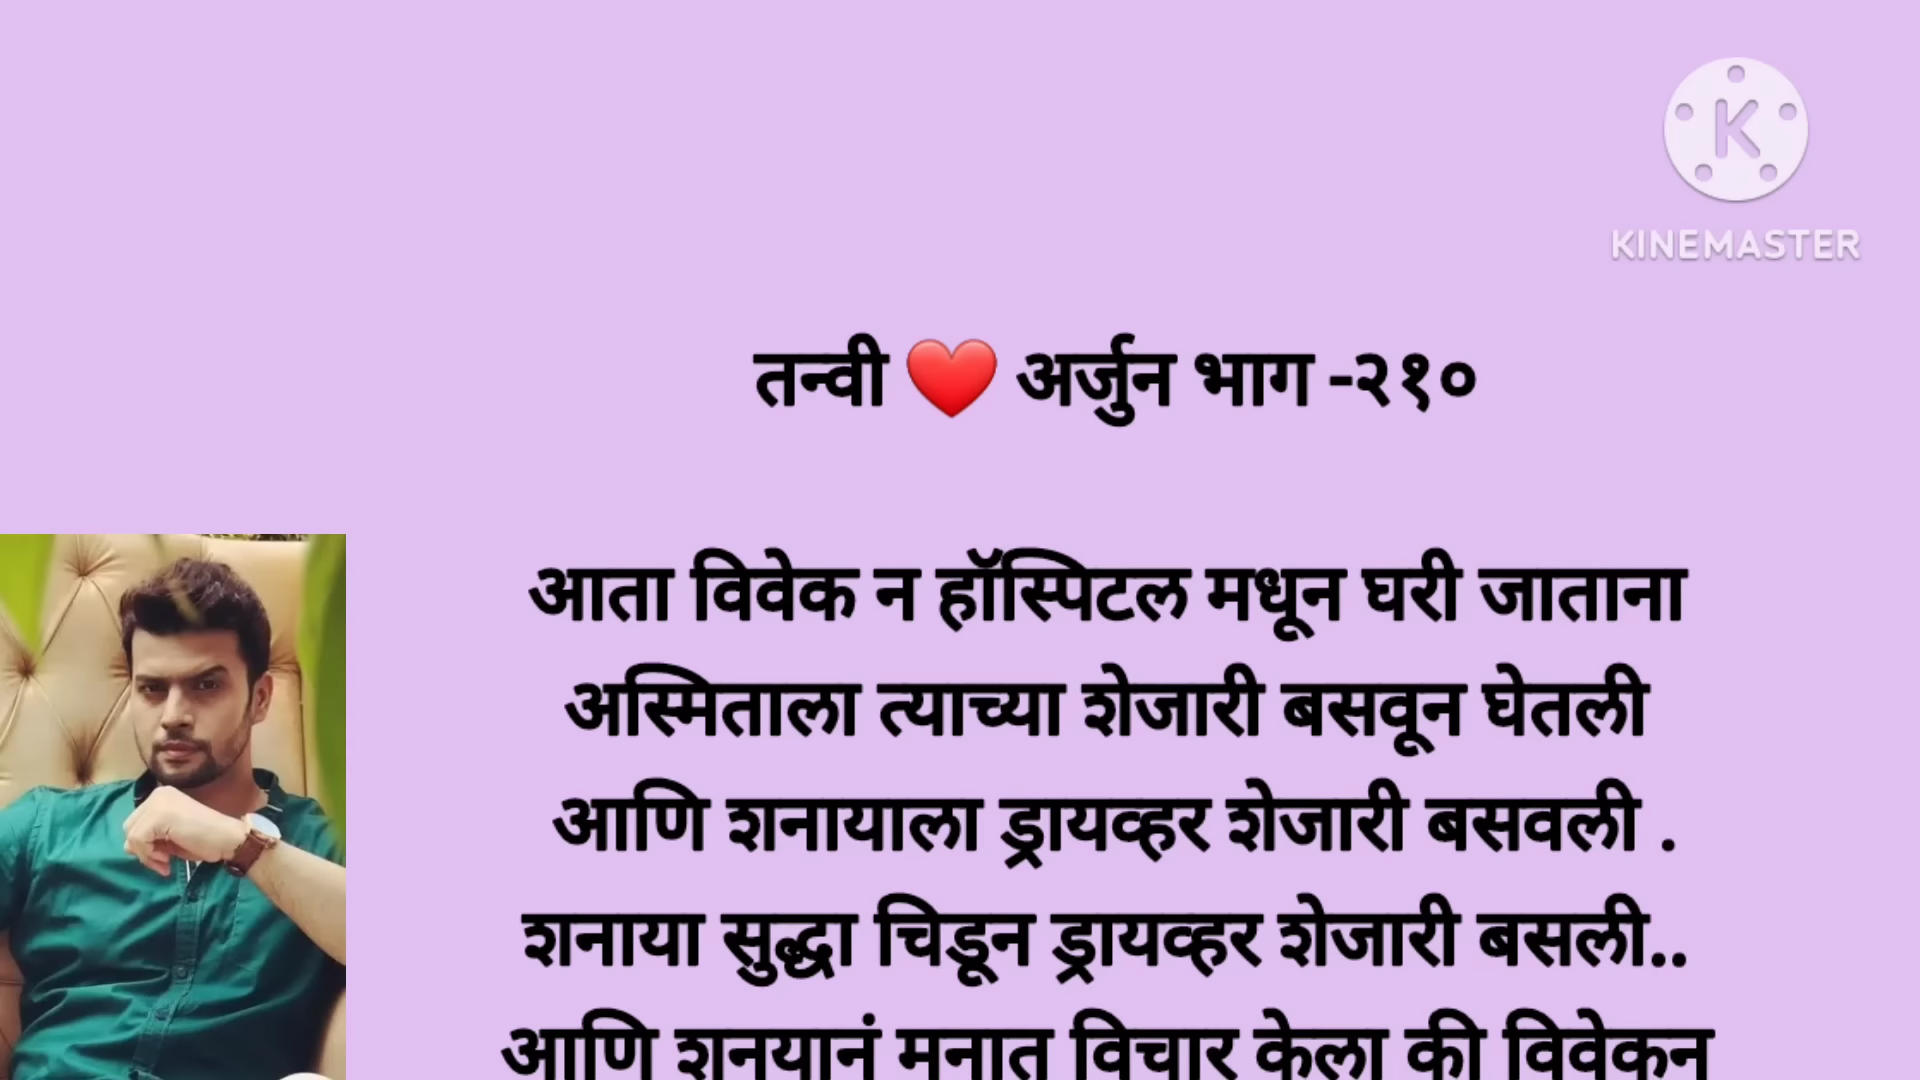 KINEMASTER
तन्वी ❤️ अर्जुन भाग -२१०
आता विवेक न हॉस्पिटल मधून घरी जाताना
अस्मिताला त्याच्या शेजारी बसवून घेतली
आणि शनायाला ड्रायव्हर शेजारी बसवली .
शनाया सुद्धा चिडून ड्रायव्हर शेजारी बसली..
आणि शनयानं मनात विचार केला की विवेकन